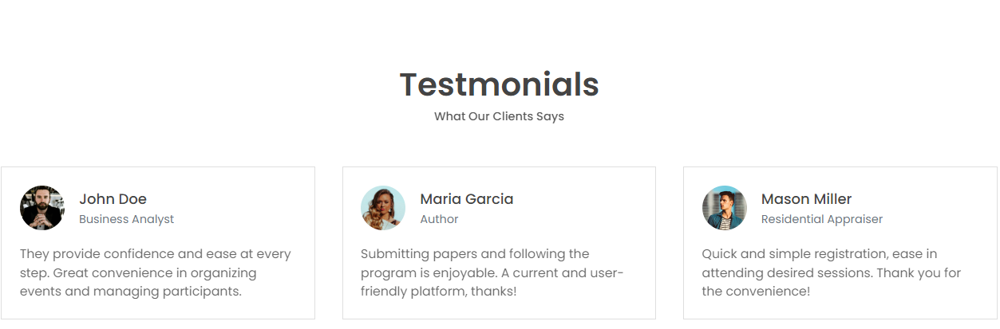 Testmonials
What Our Clients Says
John Doe
Business Analyst
They provide confidence and ease at every
step. Great convenience in organizing
events and managing participants.
Maria Garcia
Author
Submitting papers and following the
program is enjoyable. A current and user-
friendly platform, thanks!
Mason Miller
Residential Appraiser
Quick and simple registration, ease in
attending desired sessions. Thank you for
the convenience!